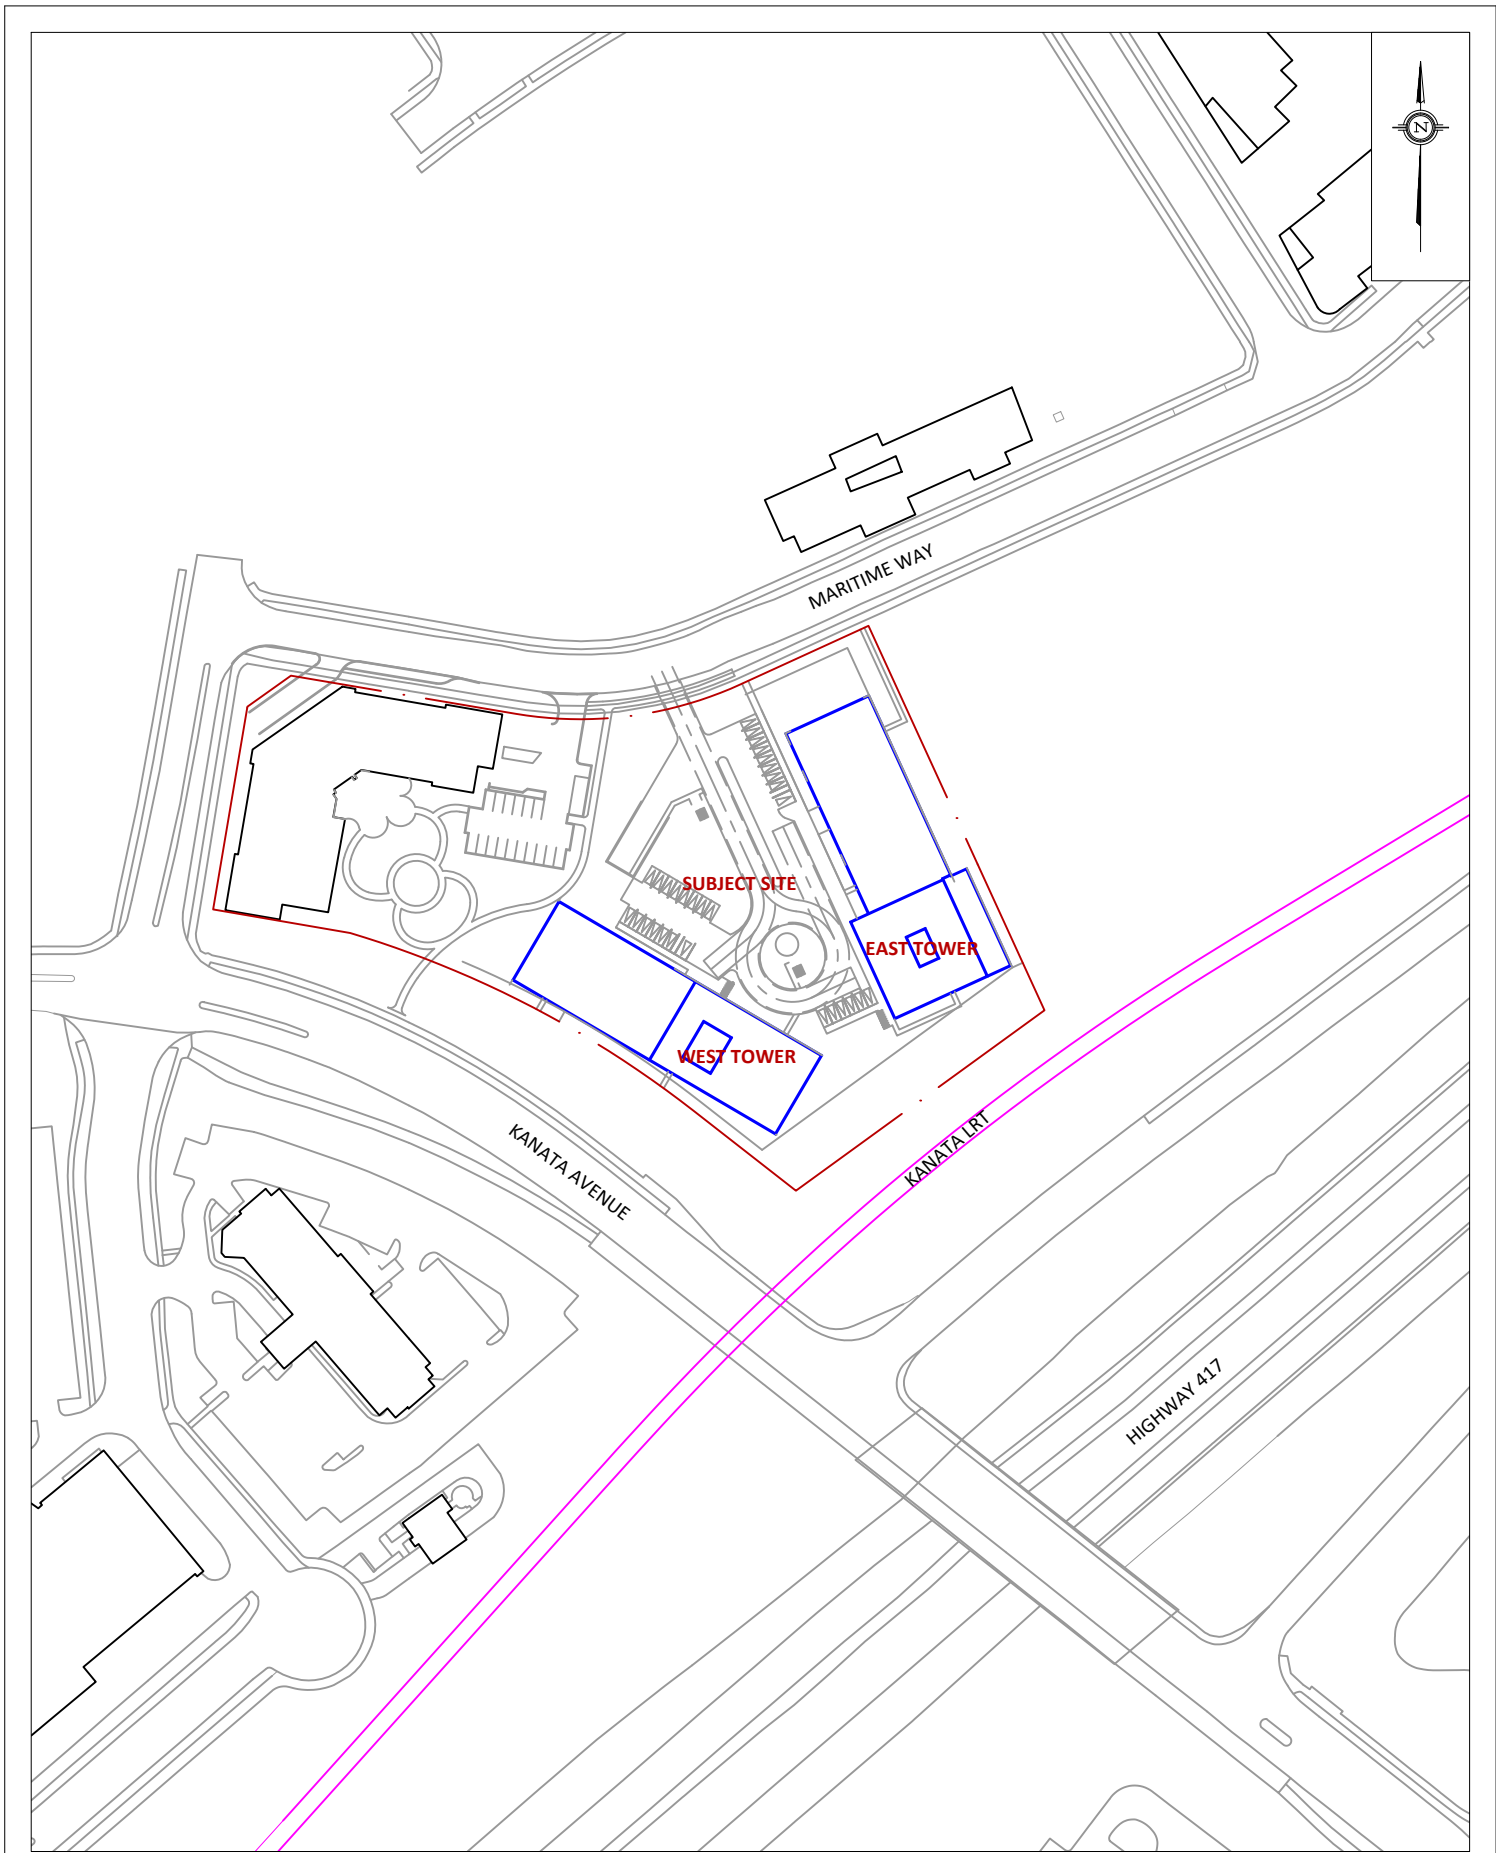 N
MARITIME WAY
SUBJECT SITE
EAST TOWER
WEST TOWER
KANATA AVENUE
KANATA LRT
HIGHWAY 417